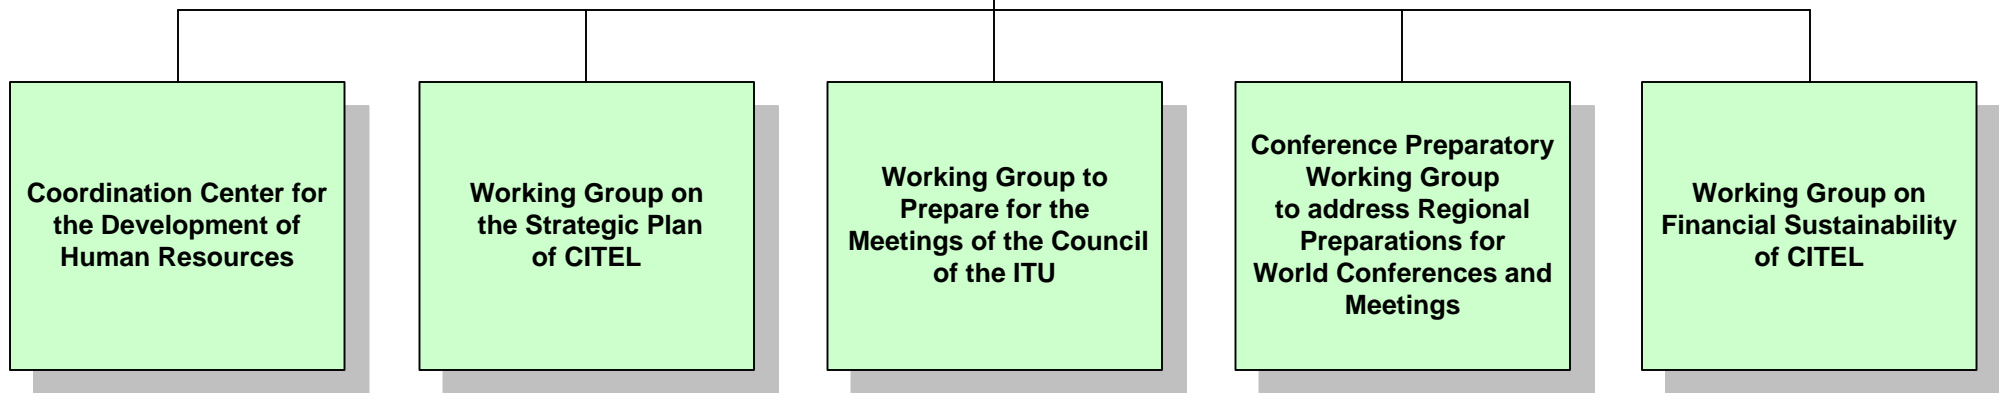 Coordination Center for
the Development of
Human Resources
Working Group on
the Strategic Plan
of CITEL
Working Group to
Prepare for the
Meetings of the Council
of the ITU
Conference Preparatory
Working Group
to address Regional
Preparations for
World Conferences and
Meetings
Working Group on
Financial Sustainability
of CITEL